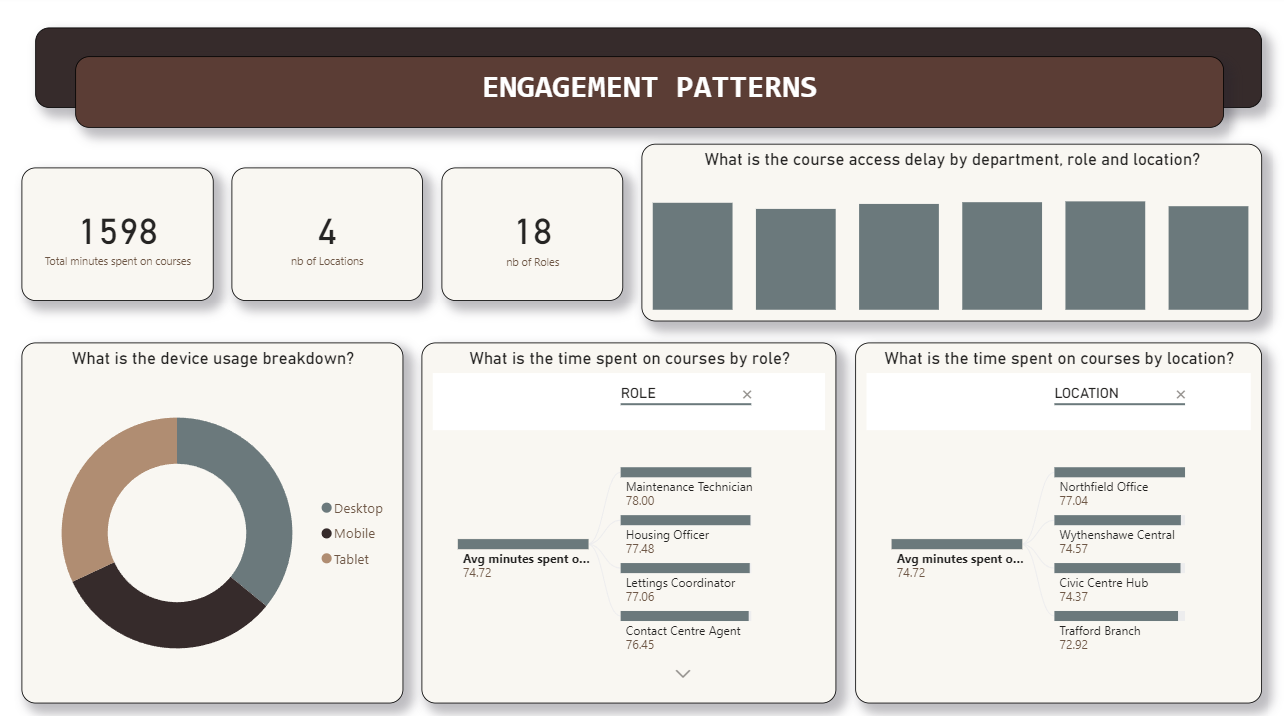 ENGAGEMENT PATTERNS
1598
Total minutes spent on courses
4
nb of Locations
18
nb of Roles
What is the course access delay by department, role and location?
What is the device usage breakdown?
Desktop
Mobile
Tablet
What is the time spent on courses by role?
ROLE ×
Avg minutes spent o...
74.72
Maintenance Technician
78.00
Housing Officer
77.48
Lettings Coordinator
77.06
Contact Centre Agent
76.45
What is the time spent on courses by location?
LOCATION ×
Avg minutes spent o...
74.72
Northfield Office
77.04
Wythenshawe Central
74.57
Civic Centre Hub
74.37
Trafford Branch
72.92